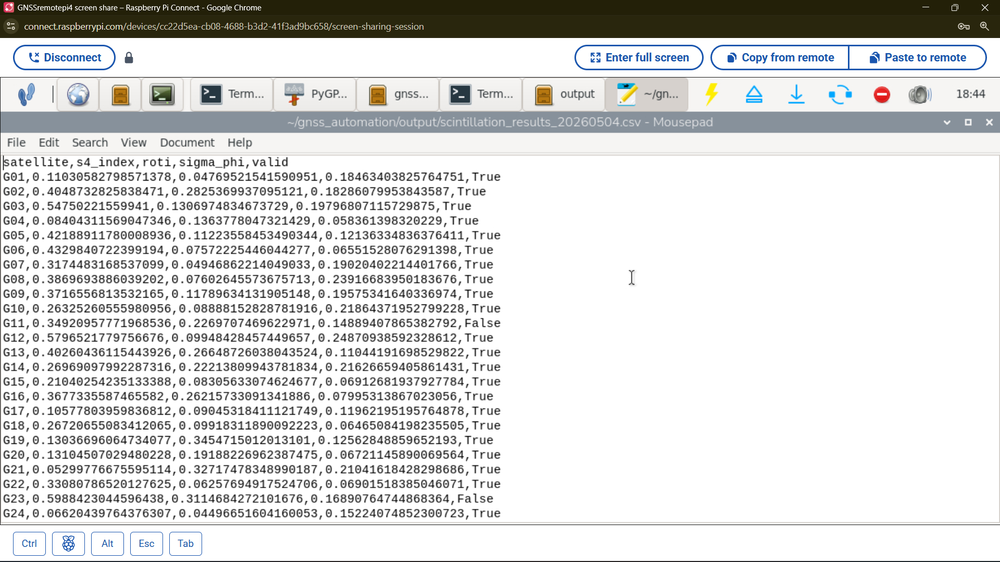 GNSSremotepi4 screen share – Raspberry Pi Connect - Google Chrome
connect.raspberrypi.com/devices/cc22d5ea-cb08-4688-b3d2-41f3ad9bc658/screen-sharing-session
Disconnect
Enter full screen
Copy from remote
Paste to remote
Term...
PyGP...
gnss...
Term...
output
~/gn...
18:44
~/gnss_automation/output/scintillation_results_20260504.csv - Mousepad
File Edit Search View Document Help
satellite,s4_index,roti,sigma_phi,valid
G01,0.11030582798571378,0.04769521541590951,0.18463403825764751,True
G02,0.4048732825838471,0.2825369937095121,0.18286079953843587,True
G03,0.54750221559941,0.1306974834673729,0.19796807115729875,True
G04,0.08404311569047346,0.1363778047321429,0.058361398320229,True
G05,0.42188911780008936,0.11223558453490344,0.12136334836376411,True
G06,0.4329840722399194,0.07572225446044277,0.06551528076291398,True
G07,0.3174483168537099,0.04946862214049033,0.19020402214401766,True
G08,0.3869693886039202,0.07602645573675713,0.23916683950183676,True
G09,0.3716556813532165,0.11789634131905148,0.19575341640336974,True
G10,0.26325260555980956,0.08888152828781916,0.21864371952799228,True
G11,0.34920957771968536,0.2269707469622971,0.14889407865382792,False
G12,0.5796521779756676,0.09948428457449657,0.24870938592328612,True
G13,0.40260436115443926,0.26648726038043524,0.11044191698529822,True
G14,0.26969097992287316,0.22213809943781834,0.21626659405861431,True
G15,0.21040254235133388,0.08305633074624677,0.069126819379277​84,True
G16,0.3677335587465582,0.26215733091341886,0.07995313867023056,True
G17,0.10577803959836812,0.09045318411121749,0.11962195195764878,True
G18,0.26720655083412065,0.09918311890092223,0.06465084198235505,True
G19,0.13036696064734077,0.3454715012013101,0.12562848859652193,True
G20,0.13104507029480228,0.19188226962387475,0.06721145890069564,True
G21,0.05299776675595114,0.32717478348990187,0.21041618428298686,True
G22,0.33080786520127625,0.06257694917524706,0.06901518385046071,True
G23,0.5988423044596438,0.3114684272101676,0.16890764744868364,False
G24,0.06620439764376307,0.04496651604160053,0.15224074852300723,True
Ctrl
Alt
Esc
Tab